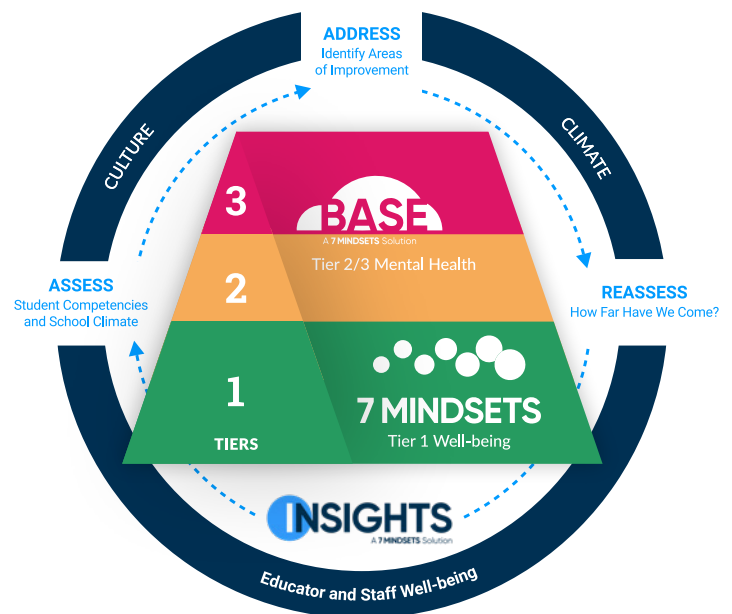 ADDRESS
Identify Areas
of Improvement
CULTURE
CLIMATE
3
BASE
A 7 MINDSETS Solution
Tier 2/3 Mental Health
2
ASSESS
Student Competencies
and School Climate
REASSESS
How Far Have We Come?
1
TIERS
7 MINDSETS
Tier 1 Well-being
INSIGHTS
A 7 MINDSETS Solution
Educator and Staff Well-being